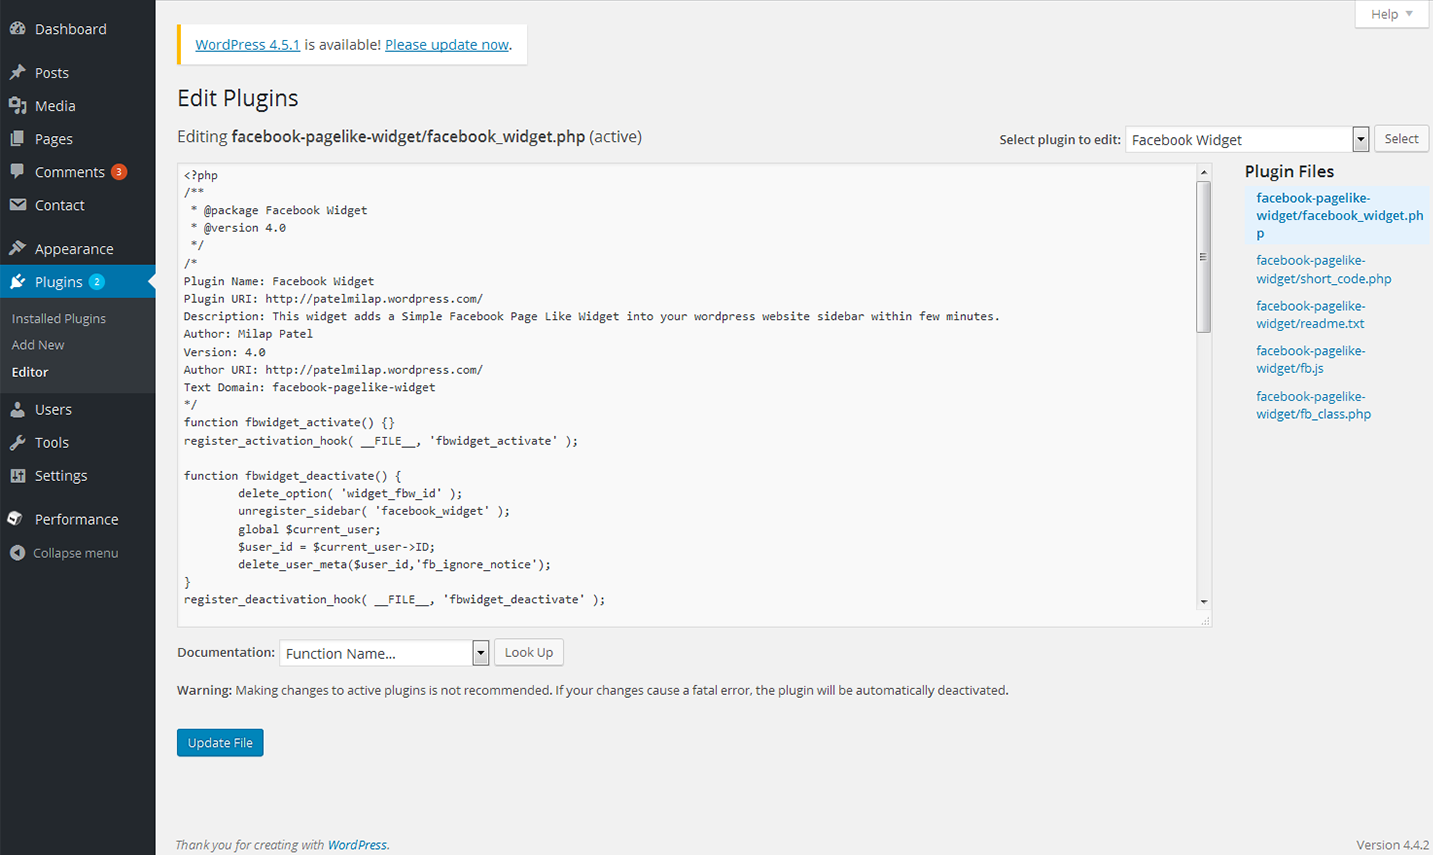 Dashboard
Posts
Media
Pages
Comments 3
Contact
Appearance
Plugins 2
Installed Plugins
Add New
Editor
Users
Tools
Settings
Performance
Collapse menu
Help
WordPress 4.5.1 is available! Please update now.
Edit Plugins
Editing facebook-pagelike-widget/facebook_widget.php (active)
Select plugin to edit: Facebook Widget Select
<?php
/**
 * @package Facebook Widget
 * @version 4.0
 */
/*
Plugin Name: Facebook Widget
Plugin URI: http://patelmilap.wordpress.com/
Description: This widget adds a Simple Facebook Page Like Widget into your wordpress website sidebar within few minutes.
Author: Milap Patel
Version: 4.0
Author URI: http://patelmilap.wordpress.com/
Text Domain: facebook-pagelike-widget
*/
function fbwidget_activate() {}
register_activation_hook( __FILE__, 'fbwidget_activate' );
function fbwidget_deactivate() {
        delete_option( 'widget_fbw_id' );
        unregister_sidebar( 'facebook_widget' );
        global $current_user;
        $user_id = $current_user->ID;
        delete_user_meta($user_id,'fb_ignore_notice');
}
register_deactivation_hook( __FILE__, 'fbwidget_deactivate' );
Plugin Files
facebook-pagelike-
widget/facebook_widget.ph
p
facebook-pagelike-
widget/short_code.php
facebook-pagelike-
widget/readme.txt
facebook-pagelike-
widget/fb.js
facebook-pagelike-
widget/fb_class.php
Documentation: Function Name... Look Up
Warning: Making changes to active plugins is not recommended. If your changes cause a fatal error, the plugin will be automatically deactivated.
Update File
Thank you for creating with WordPress.
Version 4.4.2